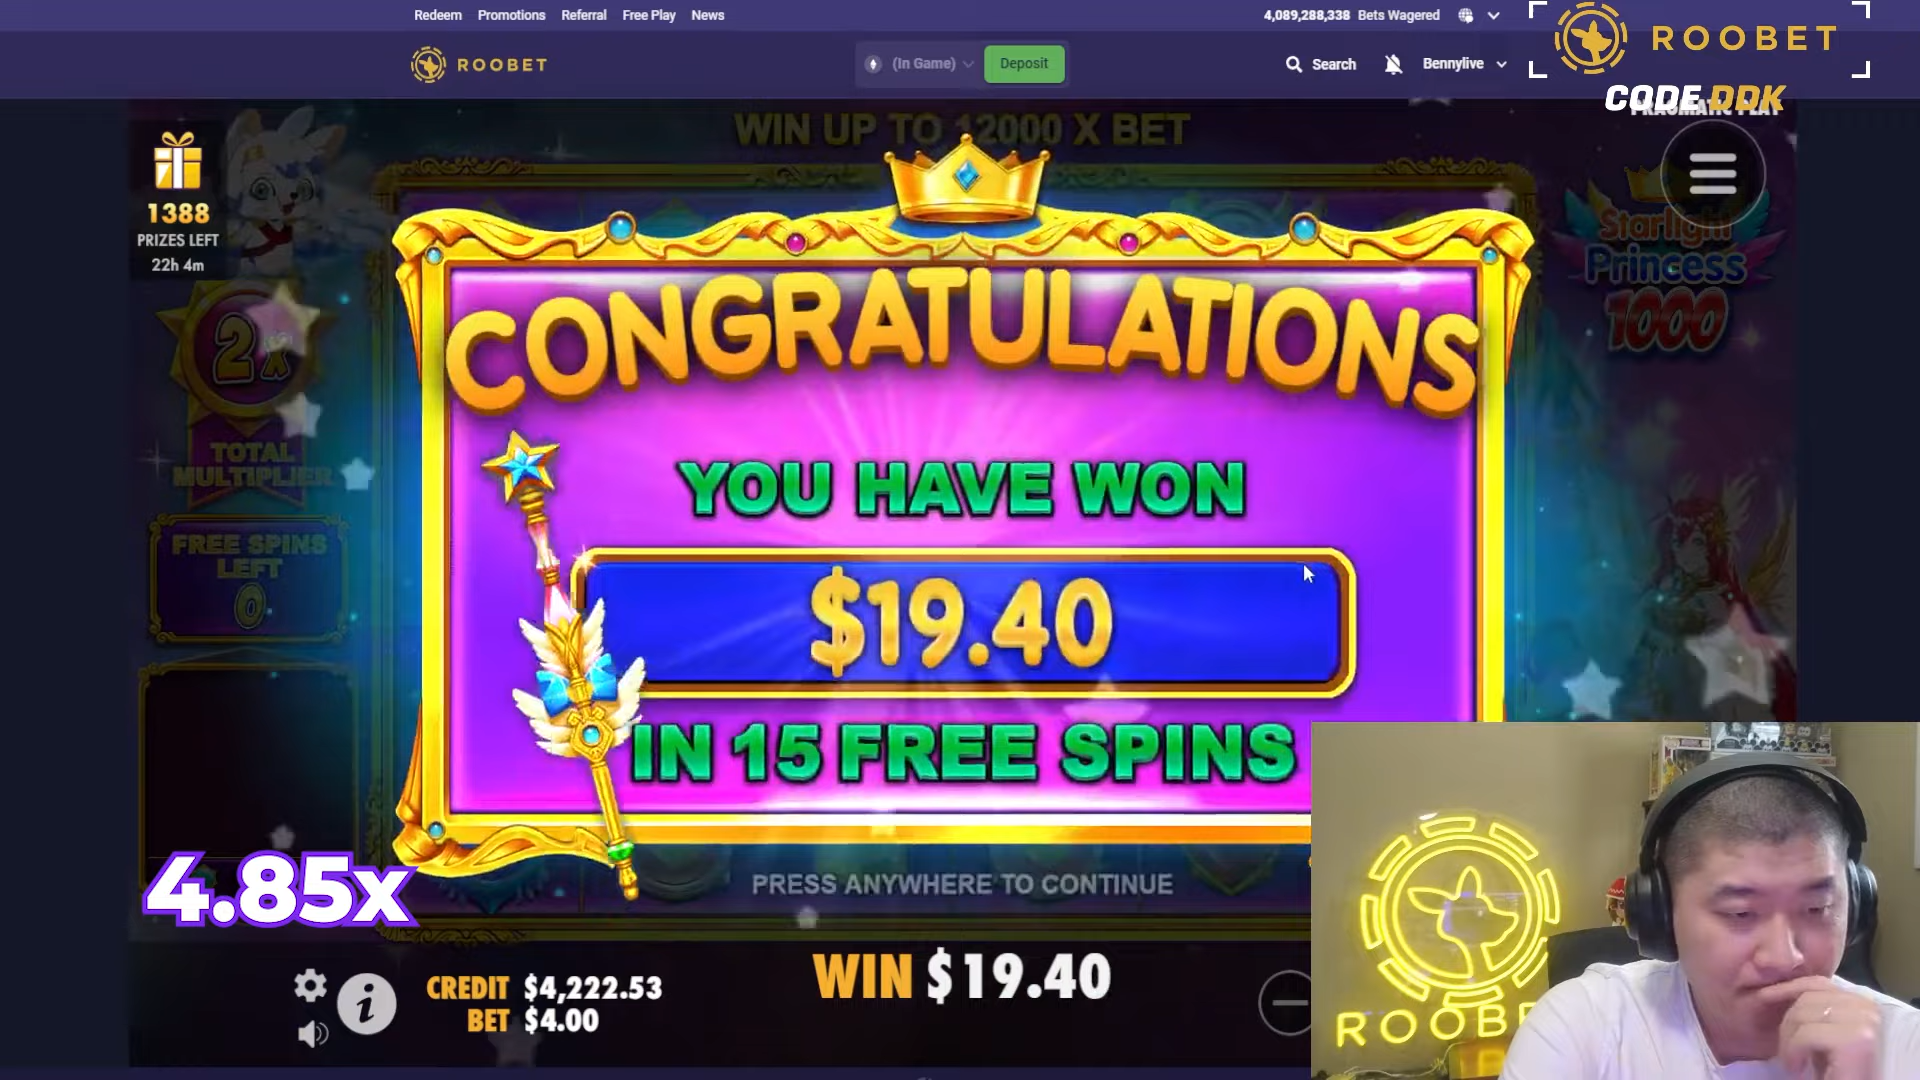 Redeem Promotions Referral Free Play News
4,089,288,338 Bets Wagered
ROOBET
(In Game)
Deposit
Search
Bennylive
ROOBET
CODE DDK
PRAGMATIC PLAY
WIN UP TO 12000 X BET
1388
PRIZES LEFT
22h 4m
Starlight
Princess
1000
2x
TOTAL
MULTIPLIER
FREE SPINS
LEFT
0
CONGRATULATIONS
YOU HAVE WON
$19.40
IN 15 FREE SPINS
PRESS ANYWHERE TO CONTINUE
4.85x
CREDIT $4,222.53
BET $4.00
WIN $19.40
ROOBE